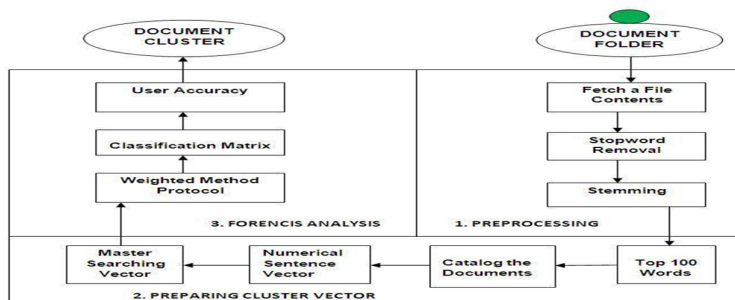 DOCUMENT
CLUSTER
DOCUMENT
FOLDER
User Accuracy
Fetch a File
Contents
Classification Matrix
Stopword
Removal
Weighted Method
Protocol
Stemming
3. FORENCIS ANALYSIS
1. PREPROCESSING
Master
Searching
Vector
Numerical
Sentence
Vector
Catalog the
Documents
Top 100
Words
2. PREPARING CLUSTER VECTOR